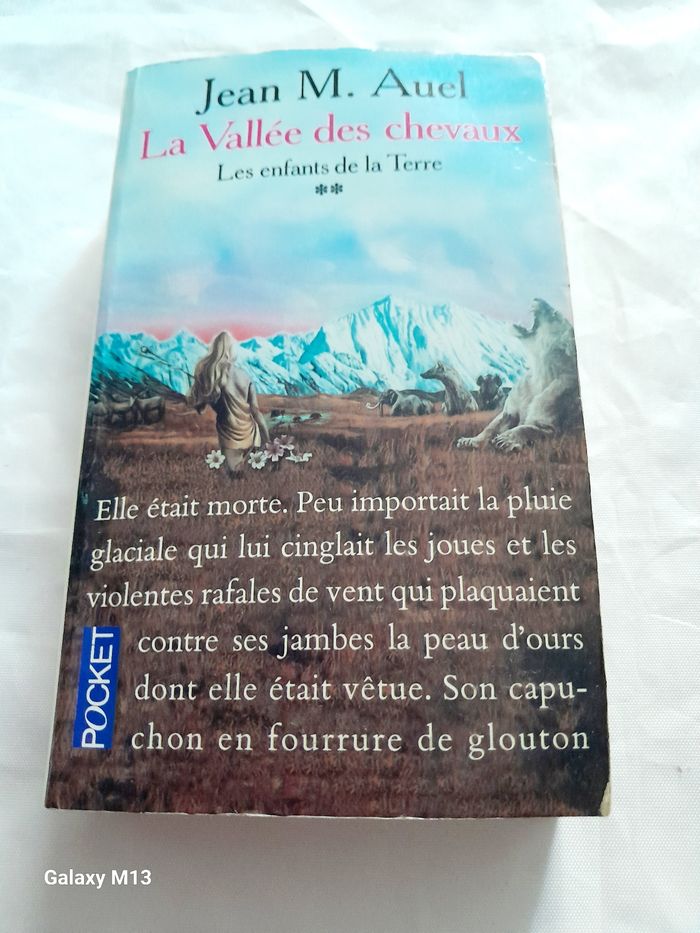 Jean M. Auel
La Vallée des chevaux
Les enfants de la Terre
**
Elle était morte. Peu importait la pluie
glaciale qui lui cinglait les joues et les
violentes rafales de vent qui plaquaient
contre ses jambes la peau d'ours
dont elle était vêtue. Son capu-
chon en fourrure de glouton
POCKET
Galaxy M13